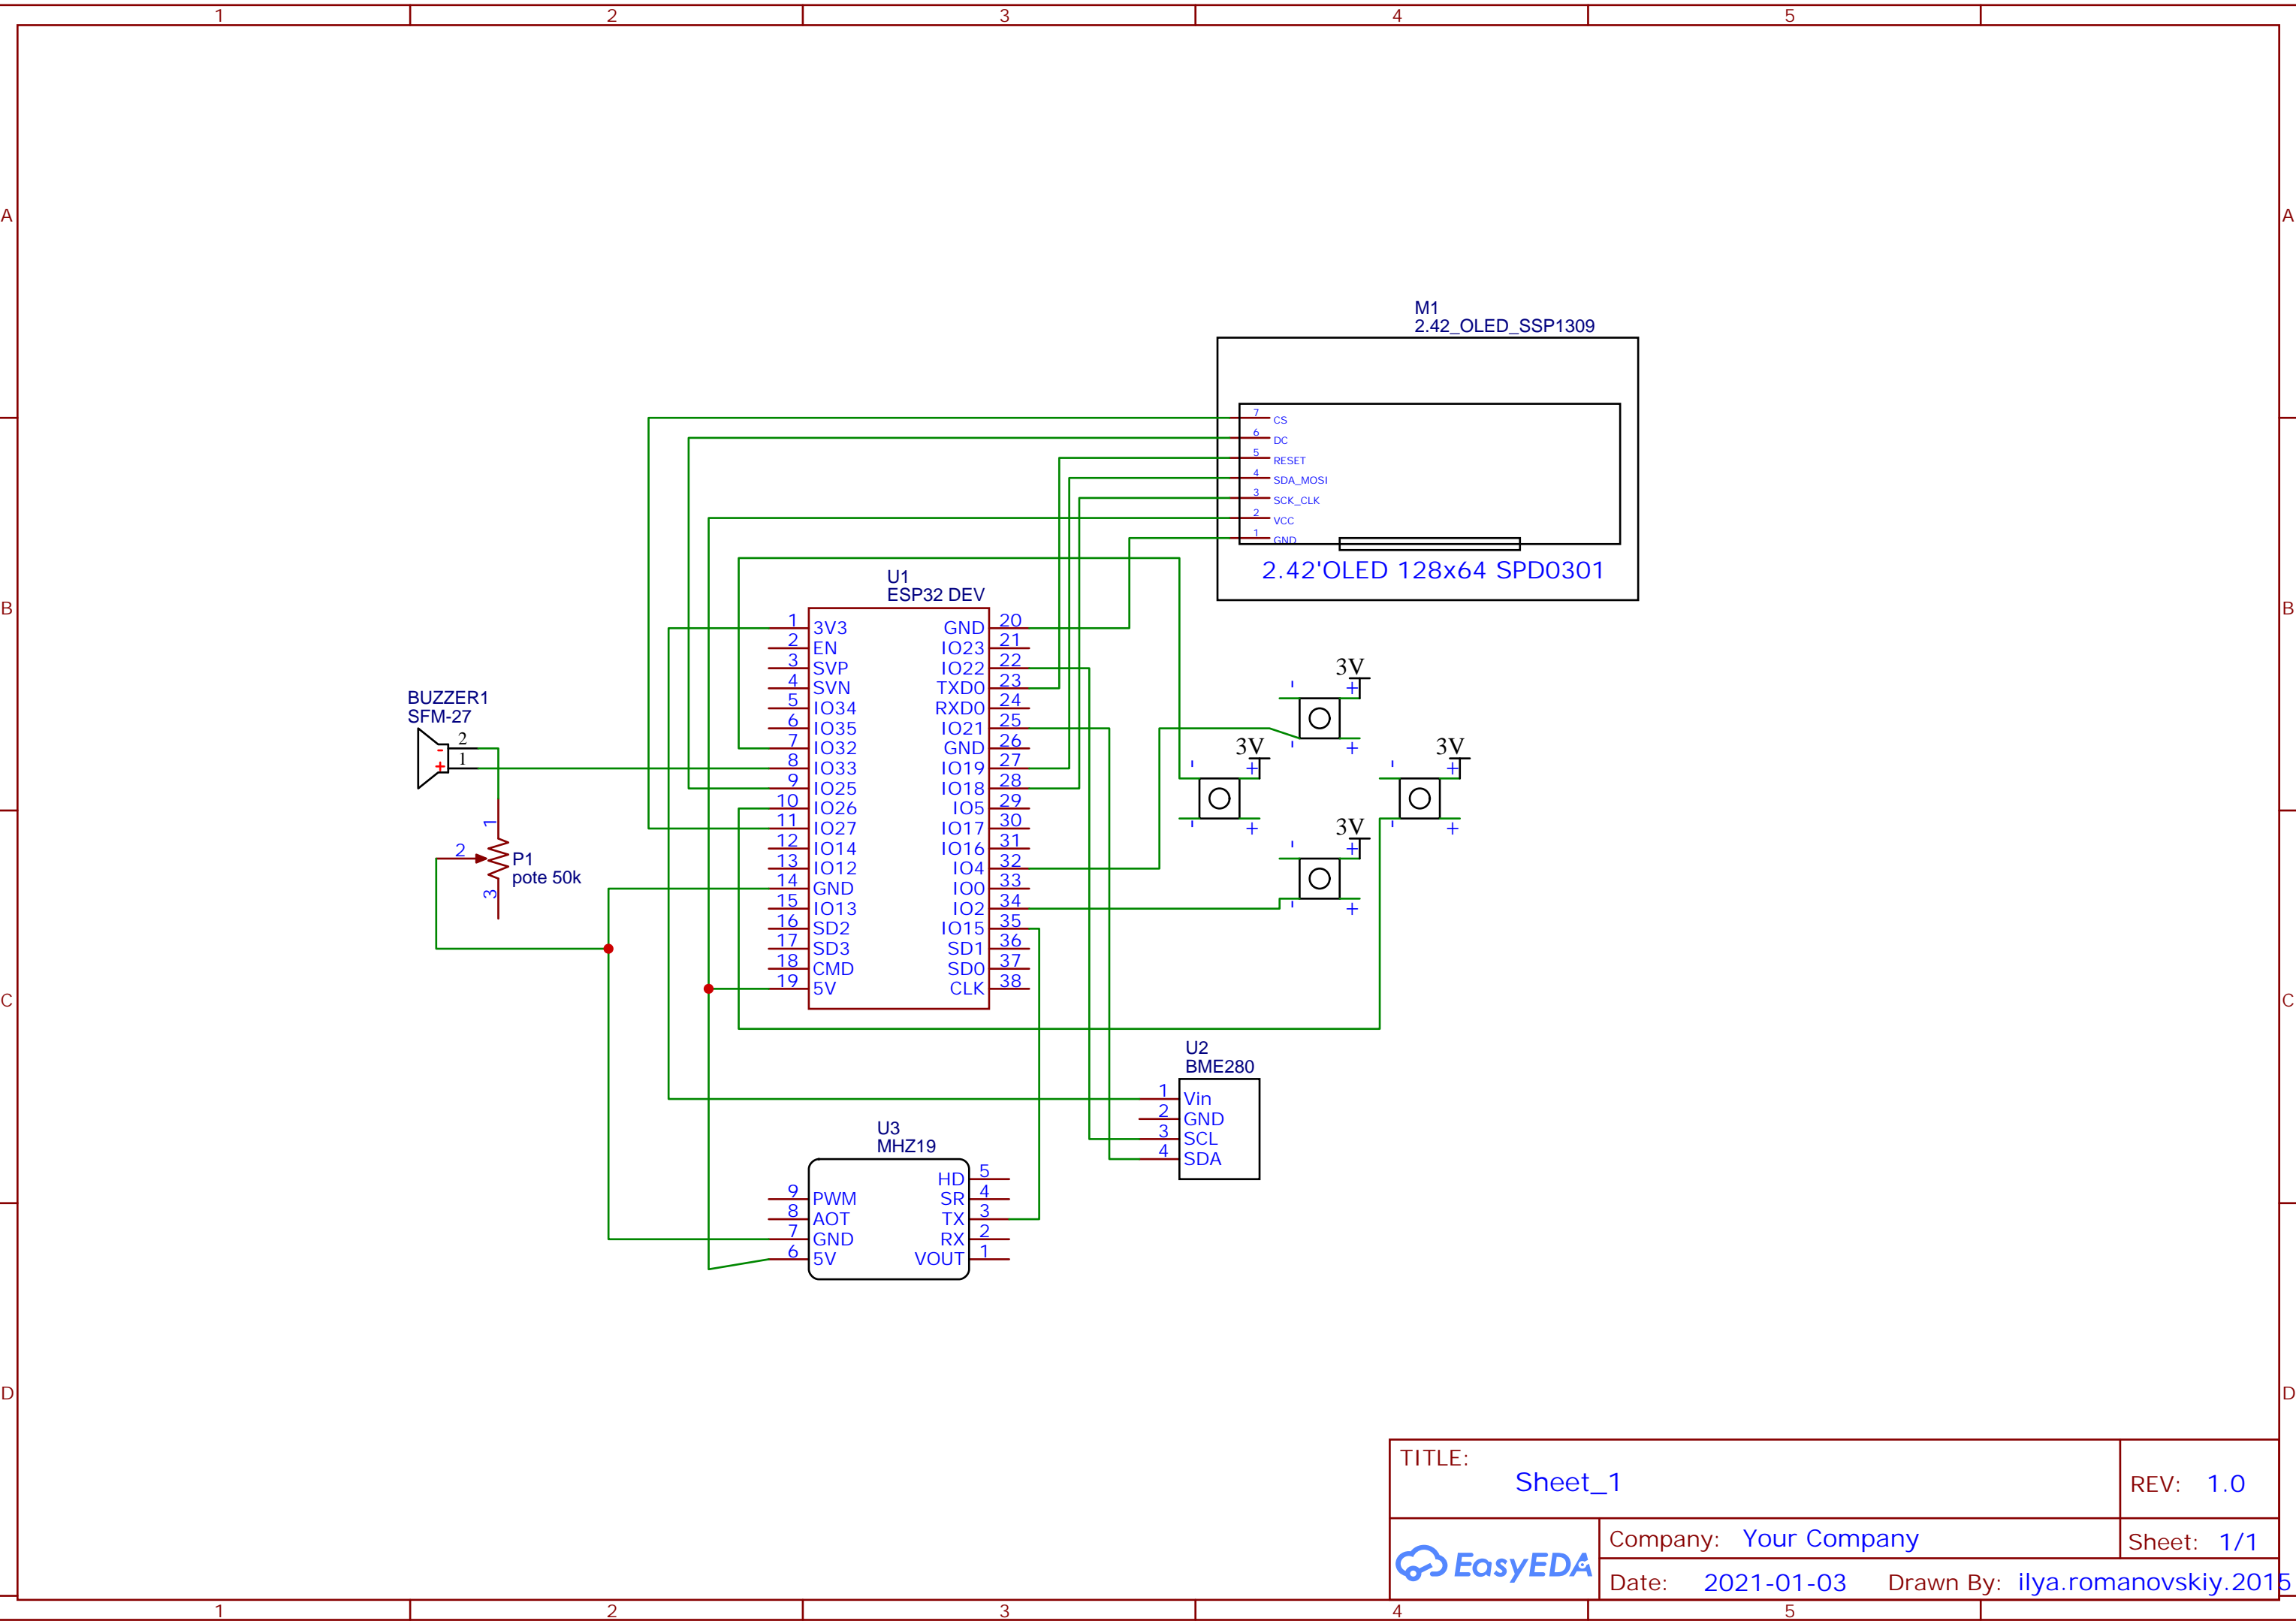 1 2 3 4 5
A A
B B
C C
D D
M1
2.42_OLED_SSP1309
7 CS
6 DC
5 RESET
4 SDA_MOSI
3 SCK_CLK
2 VCC
1 GND
2.42'OLED 128x64 SPD0301
U1
ESP32 DEV
1 3V3 GND 20
2 EN IO23 21
3 SVP IO22 22
4 SVN TXD0 23
5 IO34 RXD0 24
6 IO35 IO21 25
7 IO32 GND 26
8 IO33 IO19 27
9 IO25 IO18 28
10 IO26 IO5 29
11 IO27 IO17 30
12 IO14 IO16 31
13 IO12 IO4 32
14 GND IO0 33
15 IO13 IO2 34
16 SD2 IO15 35
17 SD3 SD1 36
18 CMD SD0 37
19 5V CLK 38
BUZZER1
SFM-27
- 2
+ 1
1
2
3
P1
pote 50k
3V
- +
- +
3V
- +
- +
3V
- +
- +
3V
- +
- +
U2
BME280
1 Vin
2 GND
3 SCL
4 SDA
U3
MHZ19
HD 5
9 PWM SR 4
8 AOT TX 3
7 GND RX 2
6 5V VOUT 1
TITLE:
Sheet_1
REV: 1.0
EasyEDA
Company: Your Company
Sheet: 1/1
Date: 2021-01-03 Drawn By: ilya.romanovskiy.2015
1 2 3 4 5